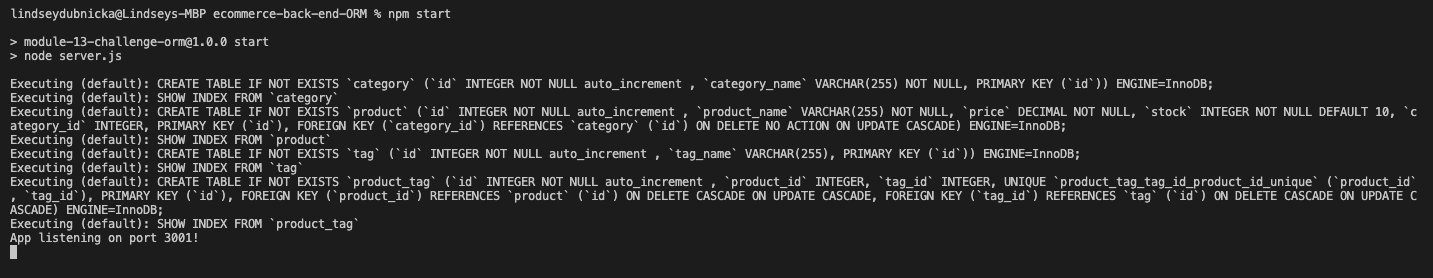 lindseydubnicka@Lindseys-MBP ecommerce-back-end-ORM % npm start
> module-13-challenge-orm@1.0.0 start
> node server.js
Executing (default): CREATE TABLE IF NOT EXISTS `category` (`id` INTEGER NOT NULL auto_increment , `category_name` VARCHAR(255) NOT NULL, PRIMARY KEY (`id`)) ENGINE=InnoDB;
Executing (default): SHOW INDEX FROM `category`
Executing (default): CREATE TABLE IF NOT EXISTS `product` (`id` INTEGER NOT NULL auto_increment , `product_name` VARCHAR(255) NOT NULL, `price` DECIMAL NOT NULL, `stock` INTEGER NOT NULL DEFAULT 10, `c
ategory_id` INTEGER, PRIMARY KEY (`id`), FOREIGN KEY (`category_id`) REFERENCES `category` (`id`) ON DELETE NO ACTION ON UPDATE CASCADE) ENGINE=InnoDB;
Executing (default): SHOW INDEX FROM `product`
Executing (default): CREATE TABLE IF NOT EXISTS `tag` (`id` INTEGER NOT NULL auto_increment , `tag_name` VARCHAR(255), PRIMARY KEY (`id`)) ENGINE=InnoDB;
Executing (default): SHOW INDEX FROM `tag`
Executing (default): CREATE TABLE IF NOT EXISTS `product_tag` (`id` INTEGER NOT NULL auto_increment , `product_id` INTEGER, `tag_id` INTEGER, UNIQUE `product_tag_tag_id_product_id_unique` (`product_id`
, `tag_id`), PRIMARY KEY (`id`), FOREIGN KEY (`product_id`) REFERENCES `product` (`id`) ON DELETE CASCADE ON UPDATE CASCADE, FOREIGN KEY (`tag_id`) REFERENCES `tag` (`id`) ON DELETE CASCADE ON UPDATE C
ASCADE) ENGINE=InnoDB;
Executing (default): SHOW INDEX FROM `product_tag`
App listening on port 3001!